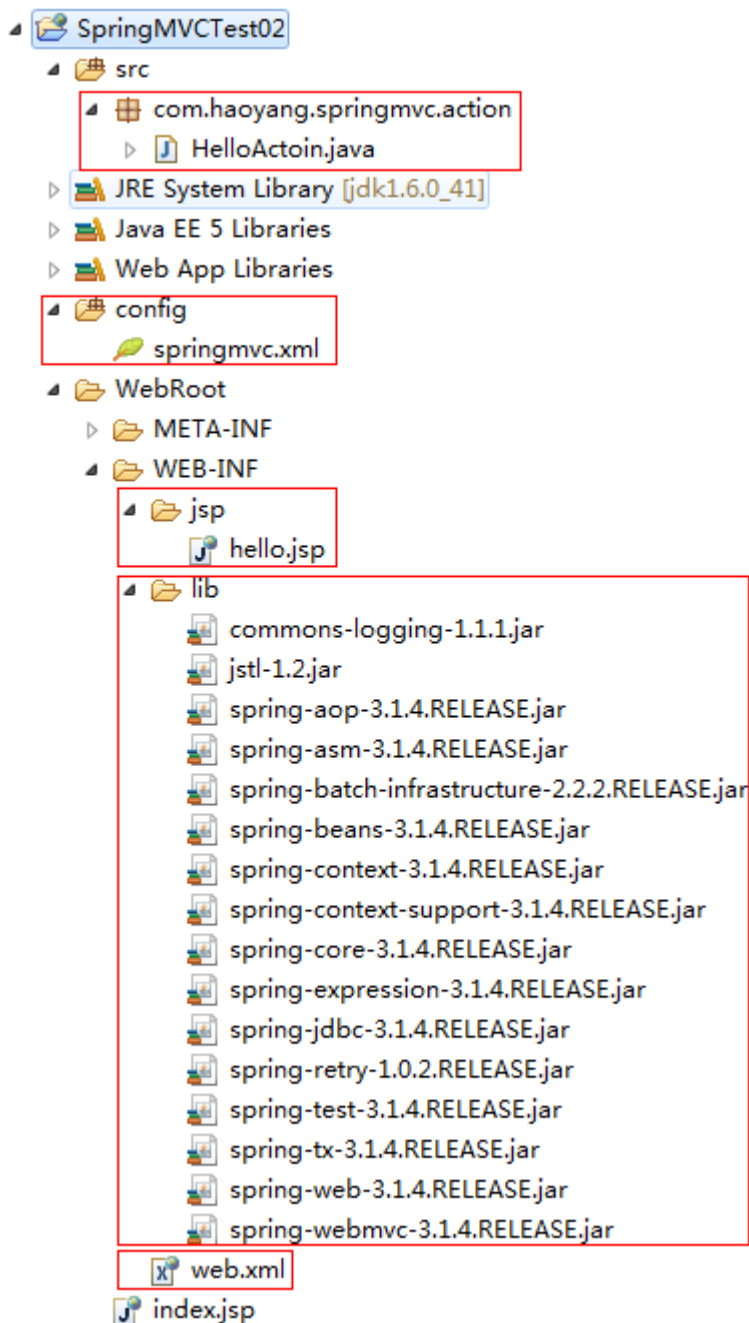 SpringMVCTest02
src
com.haoyang.springmvc.action
HelloActoin.java
JRE System Library [jdk1.6.0_41]
Java EE 5 Libraries
Web App Libraries
config
springmvc.xml
WebRoot
META-INF
WEB-INF
jsp
hello.jsp
lib
commons-logging-1.1.1.jar
jstl-1.2.jar
spring-aop-3.1.4.RELEASE.jar
spring-asm-3.1.4.RELEASE.jar
spring-batch-infrastructure-2.2.2.RELEASE.jar
spring-beans-3.1.4.RELEASE.jar
spring-context-3.1.4.RELEASE.jar
spring-context-support-3.1.4.RELEASE.jar
spring-core-3.1.4.RELEASE.jar
spring-expression-3.1.4.RELEASE.jar
spring-jdbc-3.1.4.RELEASE.jar
spring-retry-1.0.2.RELEASE.jar
spring-test-3.1.4.RELEASE.jar
spring-tx-3.1.4.RELEASE.jar
spring-web-3.1.4.RELEASE.jar
spring-webmvc-3.1.4.RELEASE.jar
web.xml
index.jsp